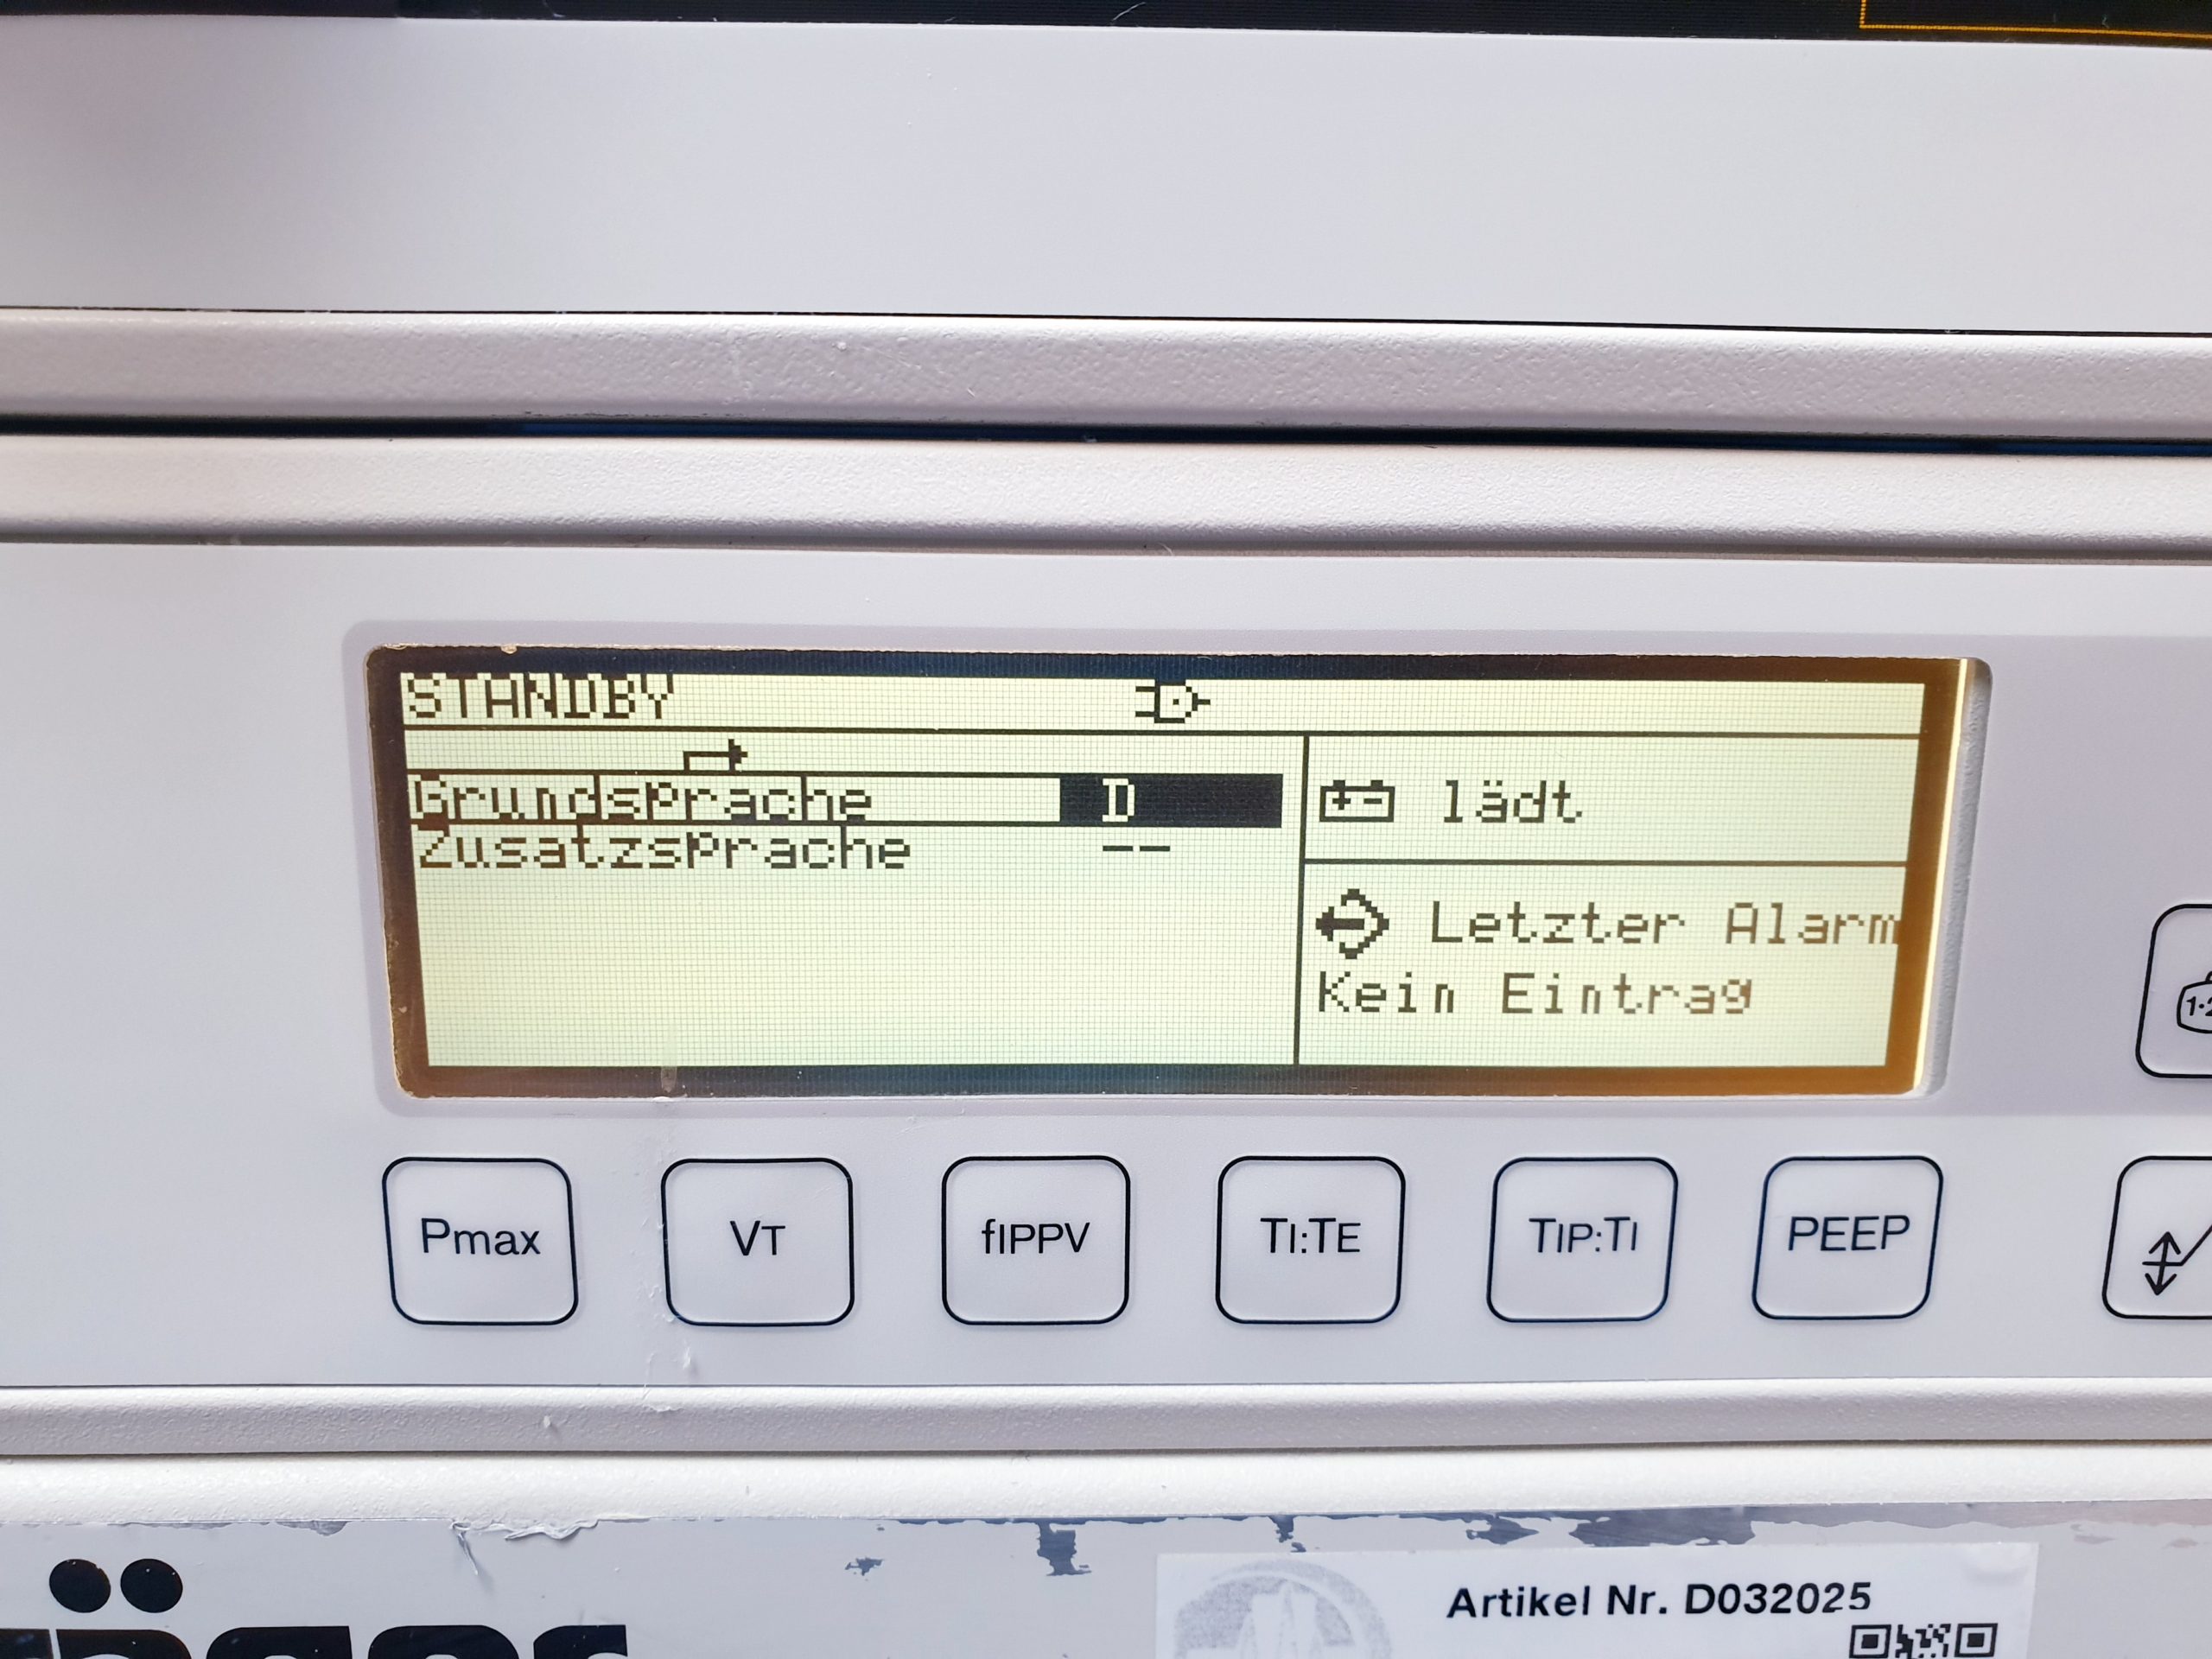 STANDBY
Grundsprache D
Zusatzsprache --
lädt
Letzter Alarm
Kein Eintrag
Pmax
VT
fIPPV
TI:TE
TIP:TI
PEEP
Artikel Nr. D032025